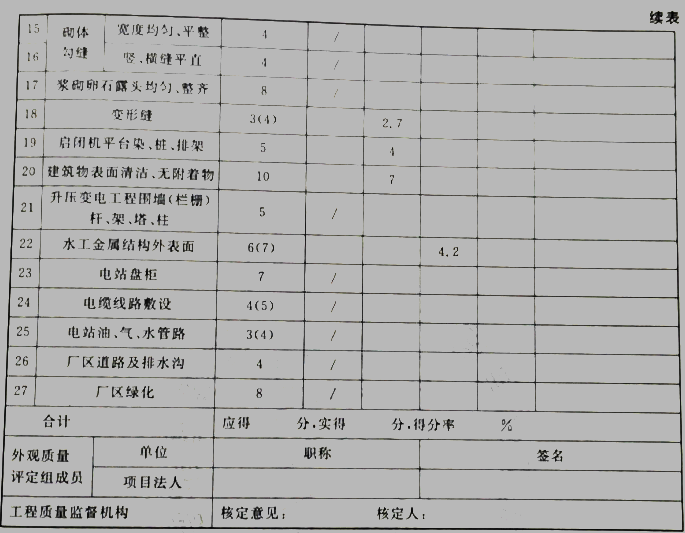 续表
15 砌体勾缝 宽度均匀、平整 4 /
16 竖、横缝平直 4 /
17 浆砌卵石露头均匀、整齐 8 /
18 变形缝 3(4) 2.7
19 启闭机平台染、桩、排架 5 4
20 建筑物表面清洁、无附着物 10 7
21 升压变电工程围墙(栏栅) 杆、架、塔、柱 5 /
22 水工金属结构外表面 6(7) 4.2
23 电站盘柜 7 /
24 电缆线路敷设 4(5) /
25 电站油、气、水管路 3(4) /
26 厂区道路及排水沟 4 /
27 厂区绿化 8 /
合计 应得 分,实得 分,得分率 %
外观质量评定组成员 单位 职称 签名
项目法人
工程质量监督机构 核定意见: 核定人: